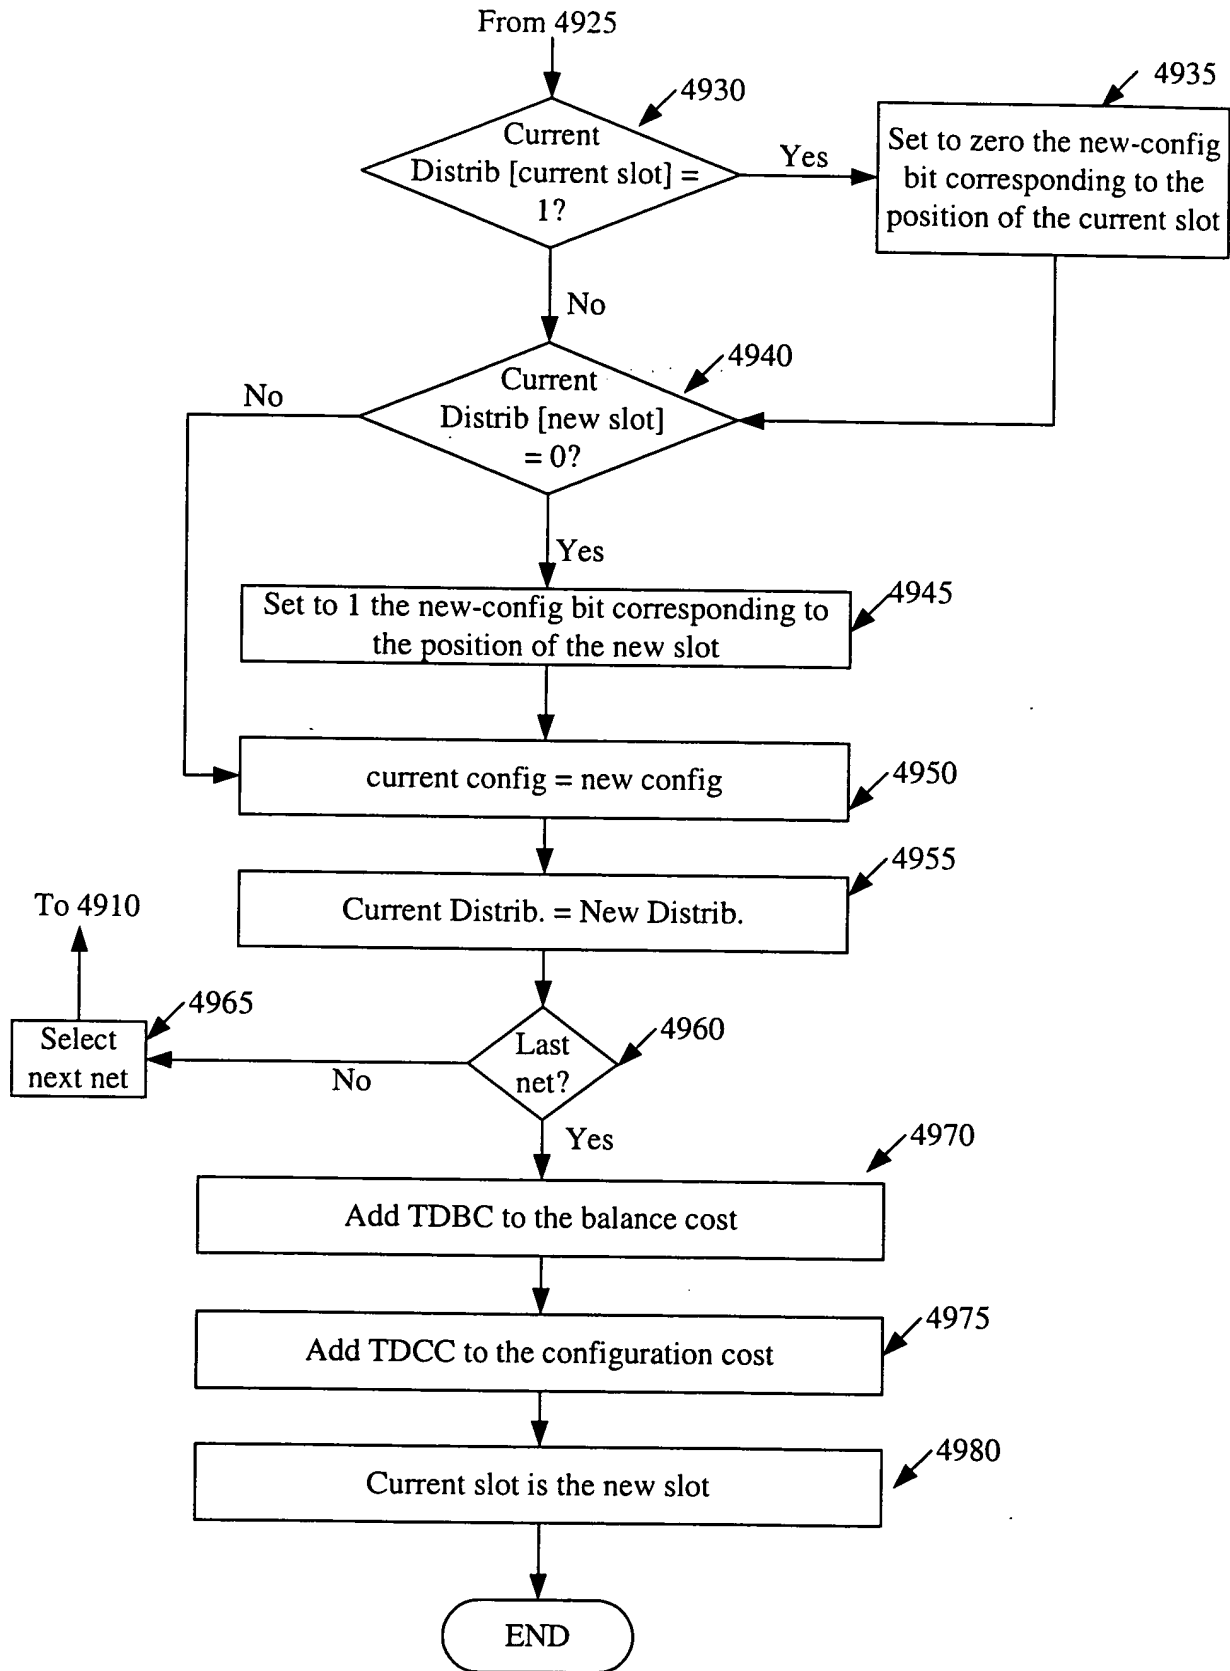 From 4925
4930
4935
Current
Distrib [current slot] =
1?
Yes
Set to zero the new-config
bit corresponding to the
position of the current slot
No
4940
Current
Distrib [new slot]
= 0?
No
Yes
4945
Set to 1 the new-config bit corresponding to
the position of the new slot
4950
current config = new config
4955
Current Distrib. = New Distrib.
To 4910
4965
Select
next net
No
4960
Last
net?
Yes
4970
Add TDBC to the balance cost
4975
Add TDCC to the configuration cost
4980
Current slot is the new slot
END